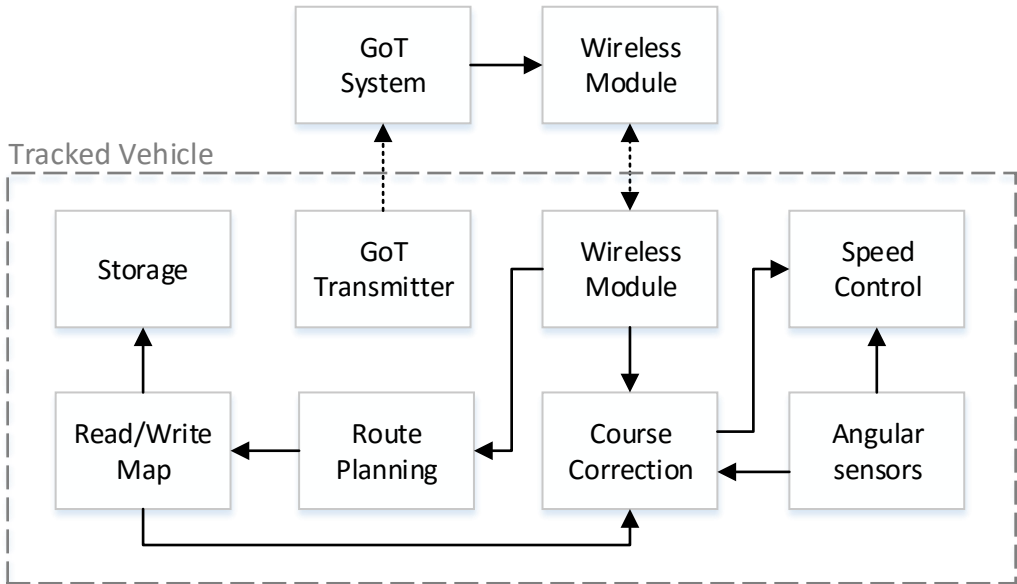 GoT
System
Wireless
Module
Tracked Vehicle
Storage
GoT
Transmitter
Wireless
Module
Speed
Control
Read/Write
Map
Route
Planning
Course
Correction
Angular
sensors